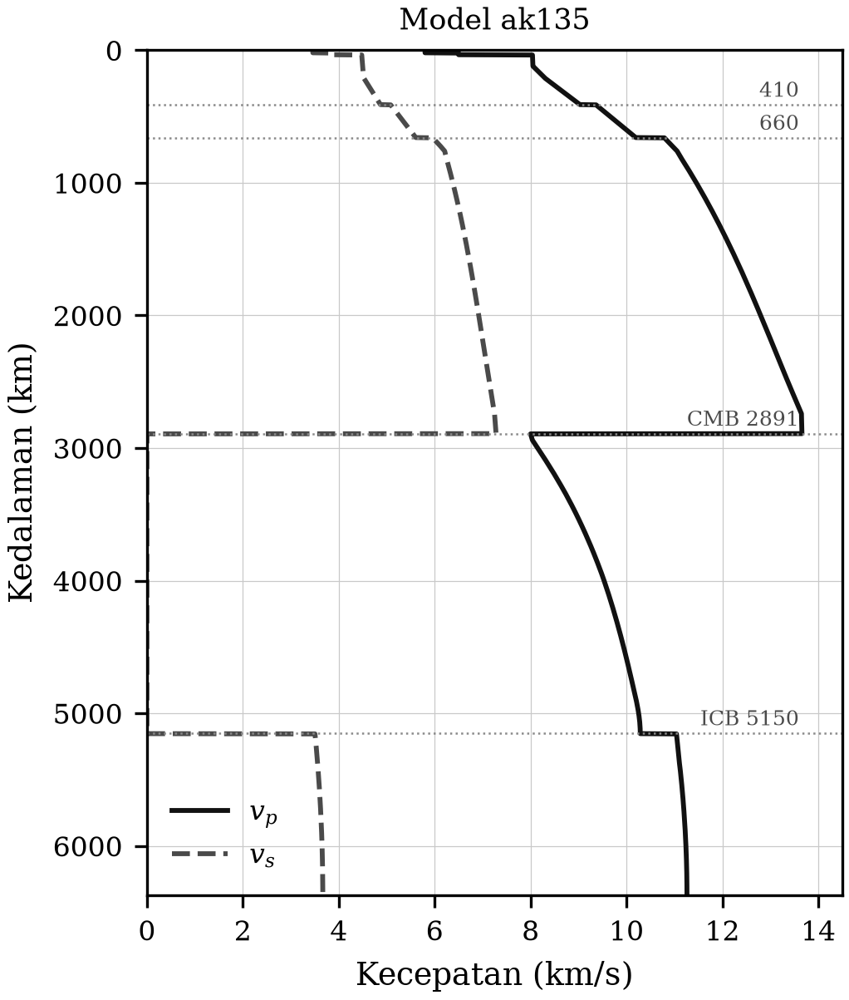 Model ak135
0
1000
2000
3000
4000
5000
6000
Kedalaman (km)
410
660
CMB 2891
ICB 5150
v_p
v_s
0 2 4 6 8 10 12 14
Kecepatan (km/s)